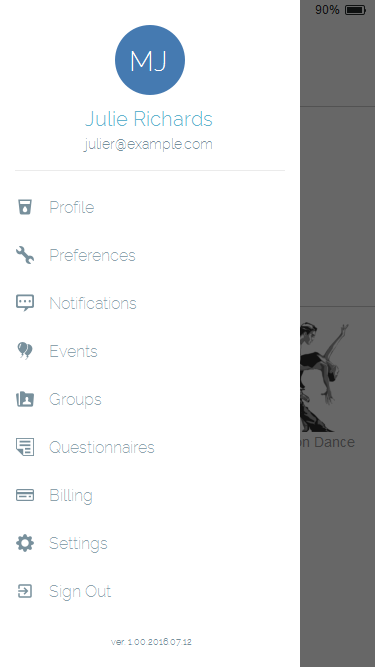 90%
MJ
Julie Richards
julier@example.com
Profile
Preferences
Notifications
Events
Groups
on Dance
Questionnaires
Billing
Settings
Sign Out
ver. 1.00 2016.07.12